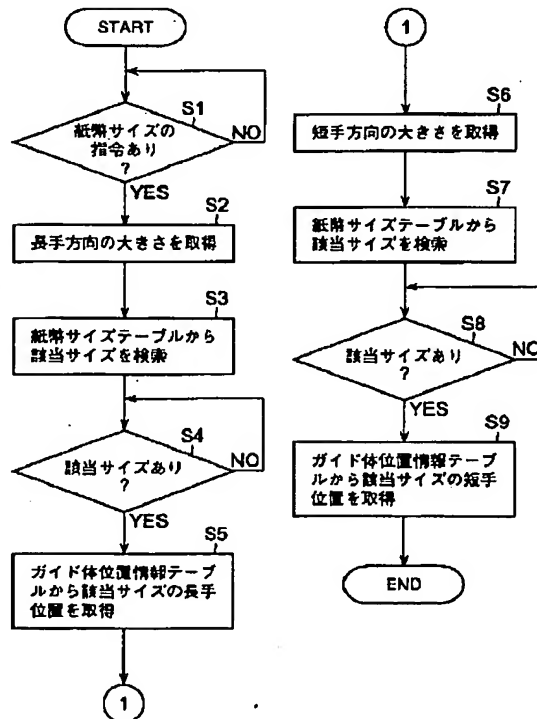 START
S1
紙幣サイズの
指令あり
?
NO
YES
S2
長手方向の大きさを取得
S3
紙幣サイズテーブルから
該当サイズを検索
S4
該当サイズあり
?
NO
YES
S5
ガイド体位置情報テー
ブルから該当サイズの長手
位置を取得
1
1
S6
短手方向の大きさを取得
S7
紙幣サイズテーブルから
該当サイズを検索
S8
該当サイズあり
?
NO
YES
S9
ガイド体位置情報テーブ
ルから該当サイズの短手
位置を取得
END